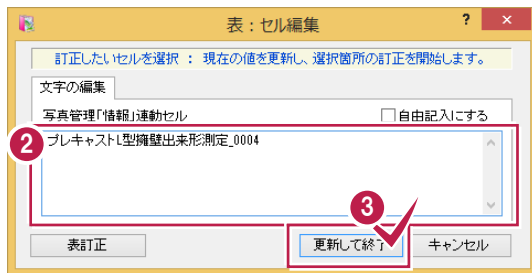 表：セル編集
? ×
訂正したいセルを選択 ： 現在の値を更新し、選択箇所の訂正を開始します。
文字の編集
写真管理「情報」連動セル 自由記入にする
2
プレキャストL型擁壁出来形測定_0004
3
表訂正 更新して終了 キャンセル